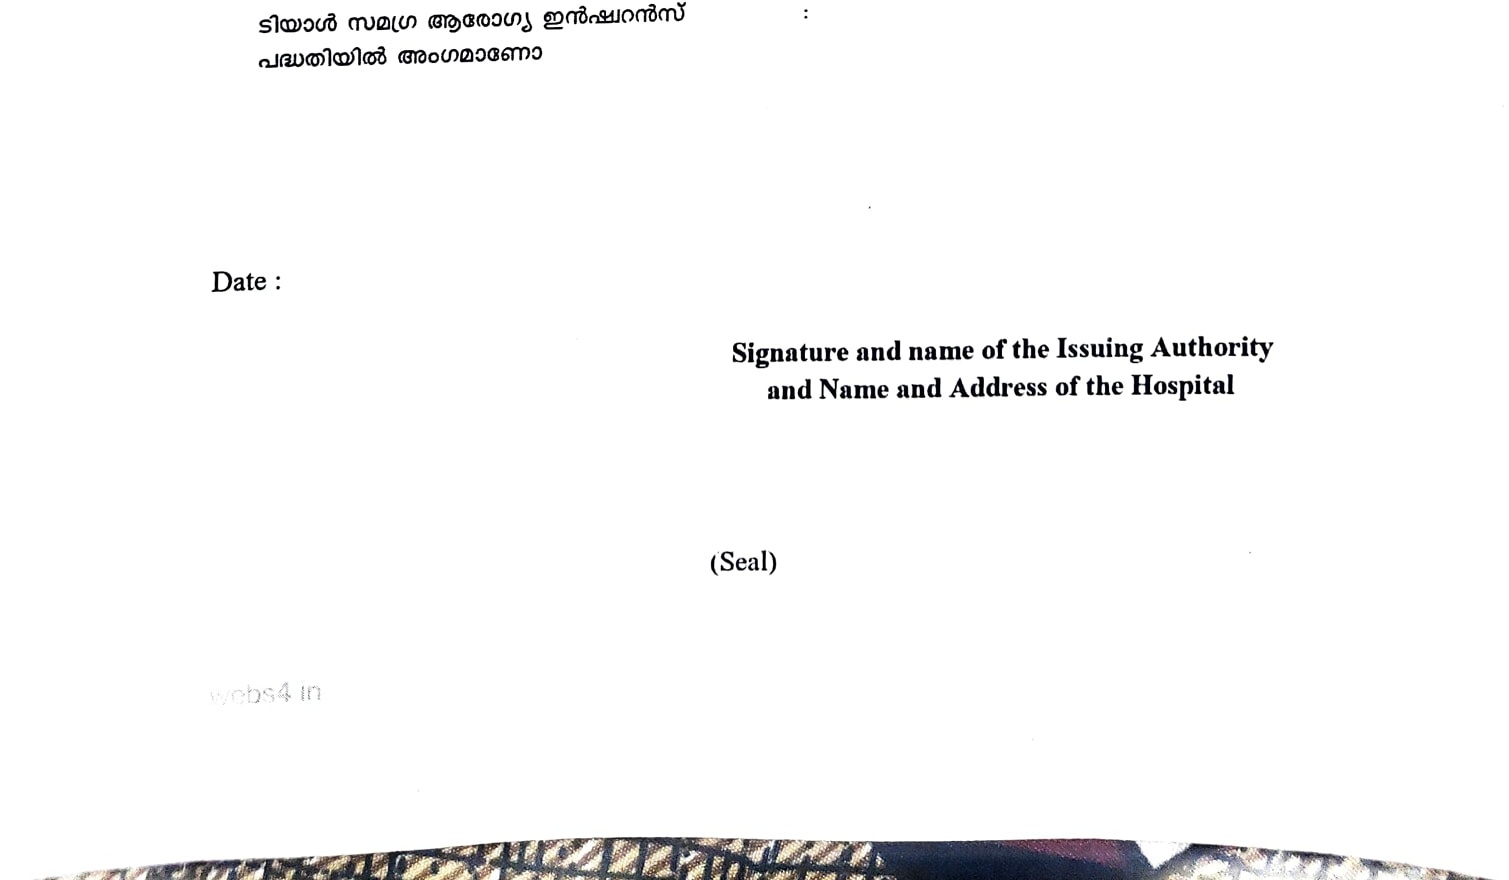 ടിയാൾ സമഗ്ര ആരോഗ്യ ഇൻഷ്വറൻസ് :
പദ്ധതിയിൽ അംഗമാണോ
Date :
Signature and name of the Issuing Authority
and Name and Address of the Hospital
(Seal)
webs4 in